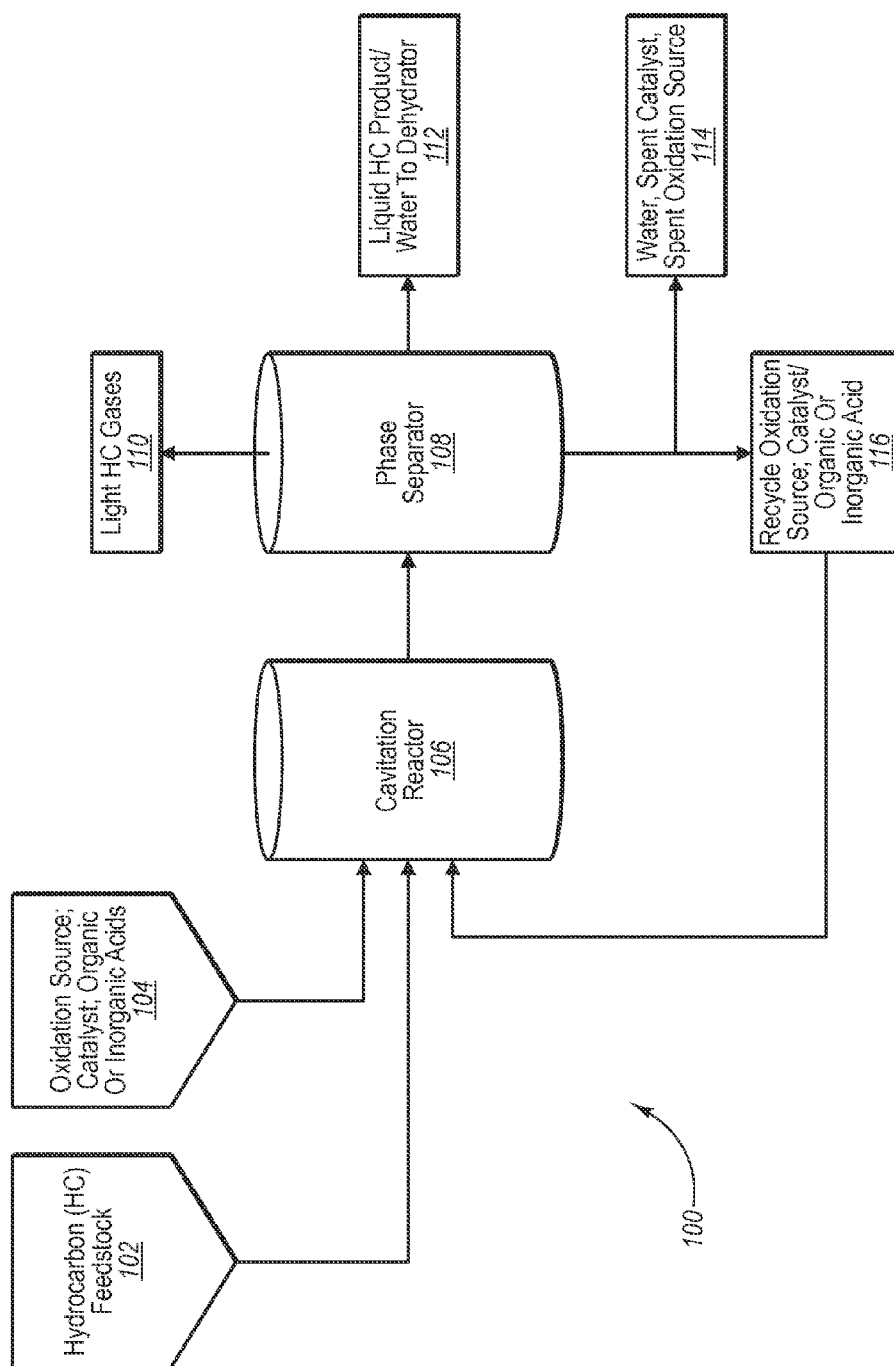 Hydrocarbon (HC)
Feedstock
102
Oxidation Source;
Catalyst; Organic
Or Inorganic Acids
104
Cavitation
Reactor
106
Light HC Gases
110
Phase
Separator
108
Liquid HC Product/
Water To Dehydrator
112
Water, Spent Catalyst,
Spent Oxidation Source
114
Recycle Oxidation
Source; Catalyst/
Organic Or
Inorganic Acid
116
100